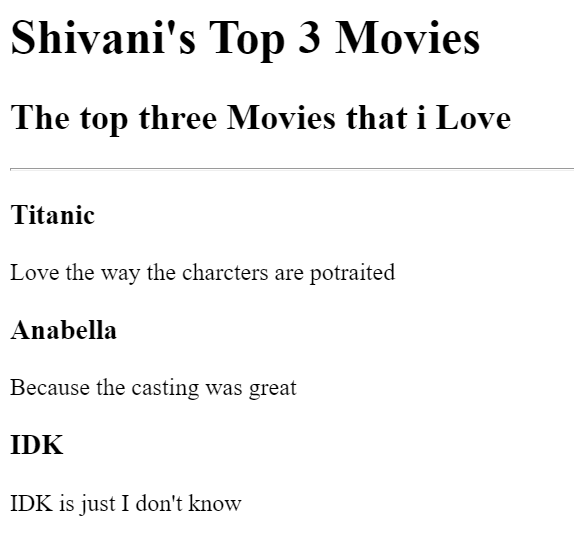 Shivani's Top 3 Movies
The top three Movies that i Love
Titanic
Love the way the charcters are potraited
Anabella
Because the casting was great
IDK
IDK is just I don't know